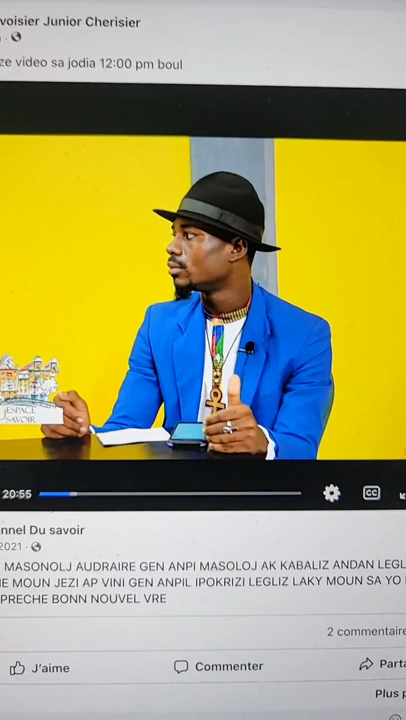 voisier Junior Cherisier
ze video sa jodia 12:00 pm boul
ESPACE
SAVOIR
20:55
CC
nnel Du savoir
2021
MASONOLJ AUDRAIRE GEN ANPI MASOLOJ AK KABALIZ ANDAN LEGL
IE MOUN JEZI AP VINI GEN ANPIL IPOKRIZI LEGLIZ LAKY MOUN SA YO
PRECHE BONN NOUVEL VRE
2 commentaire
J'aime
Commenter
Parta
Plus p